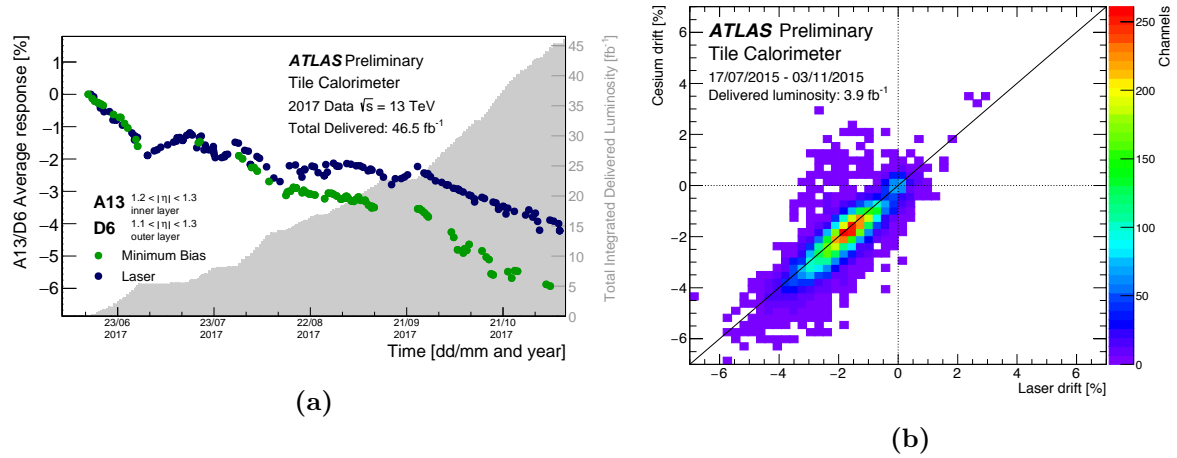 A13/D6 Average response [%]
1
0
−1
−2
−3
−4
−5
−6
ATLAS Preliminary
Tile Calorimeter
2017 Data √s = 13 TeV
Total Delivered: 46.5 fb⁻¹
A13 1.2 < |η| < 1.3 inner layer
D6 1.1 < |η| < 1.3 outer layer
Minimum Bias
Laser
45
40
35
30
25
20
15
10
5
0
Total Integrated Delivered Luminosity [fb⁻¹]
23/06 2017
23/07 2017
22/08 2017
21/09 2017
21/10 2017
Time [dd/mm and year]
(a)
Cesium drift [%]
6
4
2
0
−2
−4
−6
ATLAS Preliminary
Tile Calorimeter
17/07/2015 - 03/11/2015
Delivered luminosity: 3.9 fb⁻¹
−6 −4 −2 0 2 4 6
Laser drift [%]
250
200
150
100
50
0
Channels
(b)